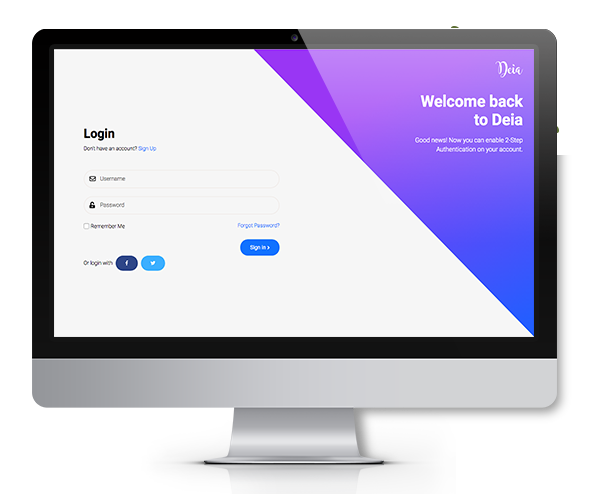 Deia
Welcome back
to Deia
Good news! Now you can enable 2-Step
Authentication on your account.
Login
Don't have an account? Sign Up.
Username
Password
Remember Me
Forgot Password?
Sign in
Or login with